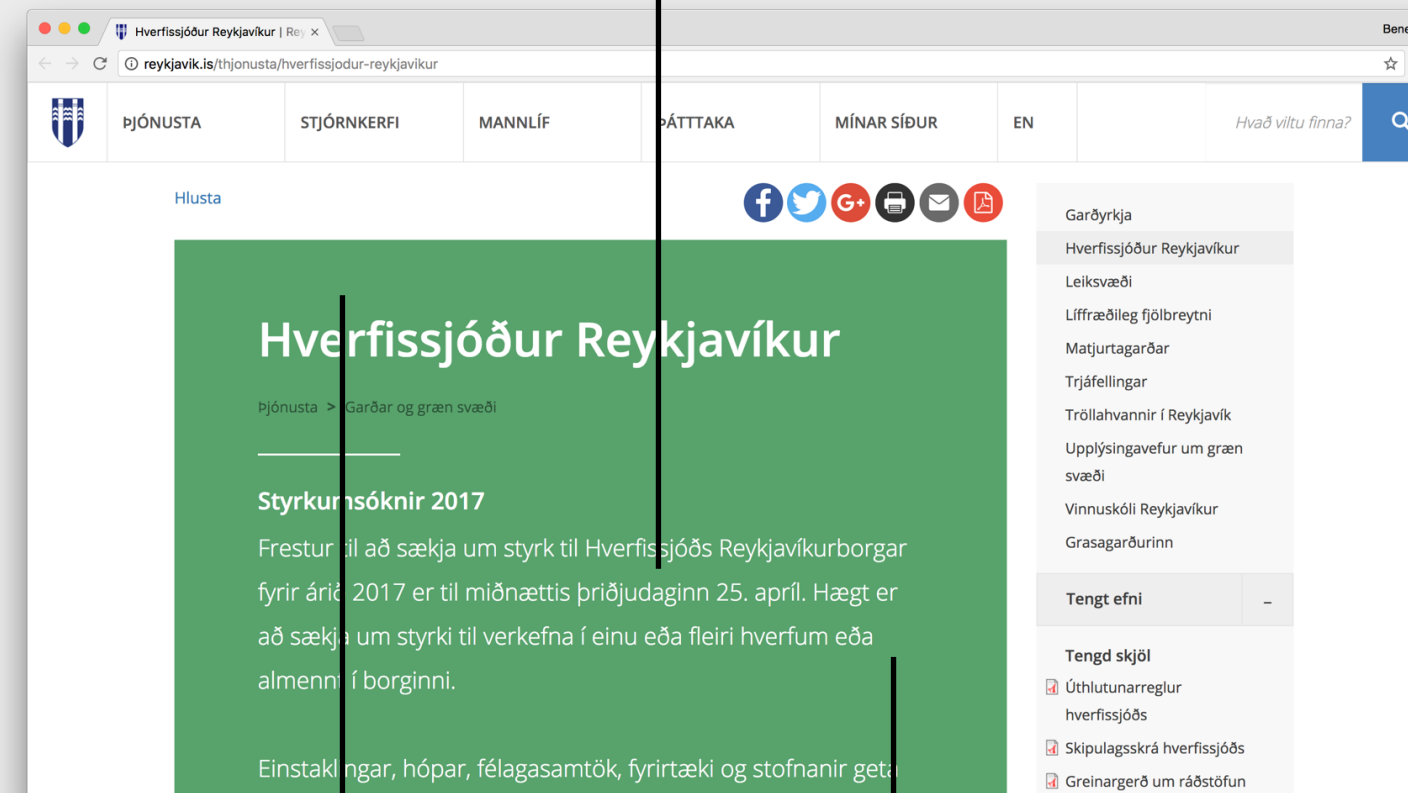 Hverfissjóður Reykjavíkur | Rey
Bene
reykjavik.is/thjonusta/hverfissjodur-reykjavikur
ÞJÓNUSTA STJÓRNKERFI MANNLÍF ÞÁTTTAKA MÍNAR SÍÐUR EN Hvað viltu finna?
Hlusta
Hverfissjóður Reykjavíkur
Þjónusta > Garðar og græn svæði
Styrkumsóknir 2017
Frestur til að sækja um styrk til Hverfissjóðs Reykjavíkurborgar
fyrir árið 2017 er til miðnættis þriðjudaginn 25. apríl. Hægt er
að sækja um styrki til verkefna í einu eða fleiri hverfum eða
almennt í borginni.
Einstaklingar, hópar, félagasamtök, fyrirtæki og stofnanir geta
Garðyrkja
Hverfissjóður Reykjavíkur
Leiksvæði
Líffræðileg fjölbreytni
Matjurtagarðar
Trjáfellingar
Tröllahvannir í Reykjavík
Upplýsingavefur um græn
svæði
Vinnuskóli Reykjavíkur
Grasagarðurinn
Tengt efni –
Tengd skjöl
Úthlutunarreglur
hverfissjóðs
Skipulagsskrá hverfissjóðs
Greinargerð um ráðstöfun